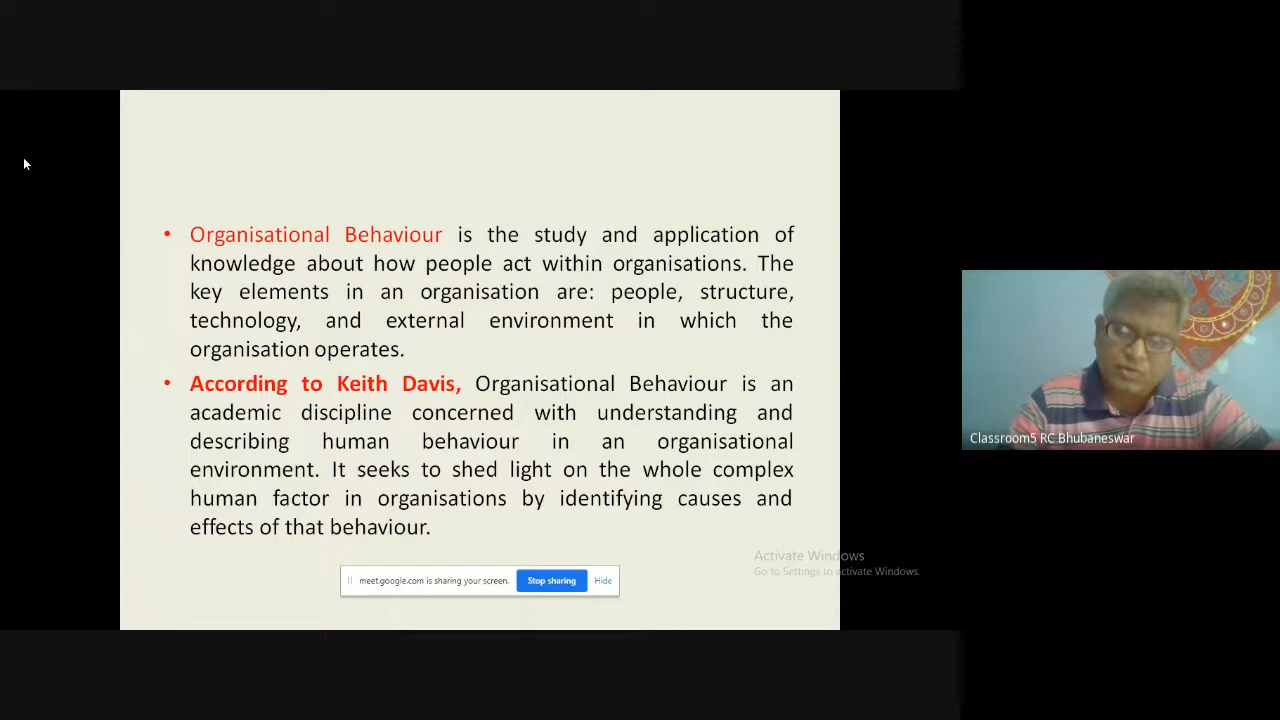 • Organisational Behaviour is the study and application of
knowledge about how people act within organisations. The
key elements in an organisation are: people, structure,
technology, and external environment in which the
organisation operates.
• According to Keith Davis, Organisational Behaviour is an
academic discipline concerned with understanding and
describing human behaviour in an organisational
environment. It seeks to shed light on the whole complex
human factor in organisations by identifying causes and
effects of that behaviour.
Classroom5 RC Bhubaneswar
Activate Windows
Go to Settings to activate Windows.
meet.google.com is sharing your screen. Stop sharing Hide